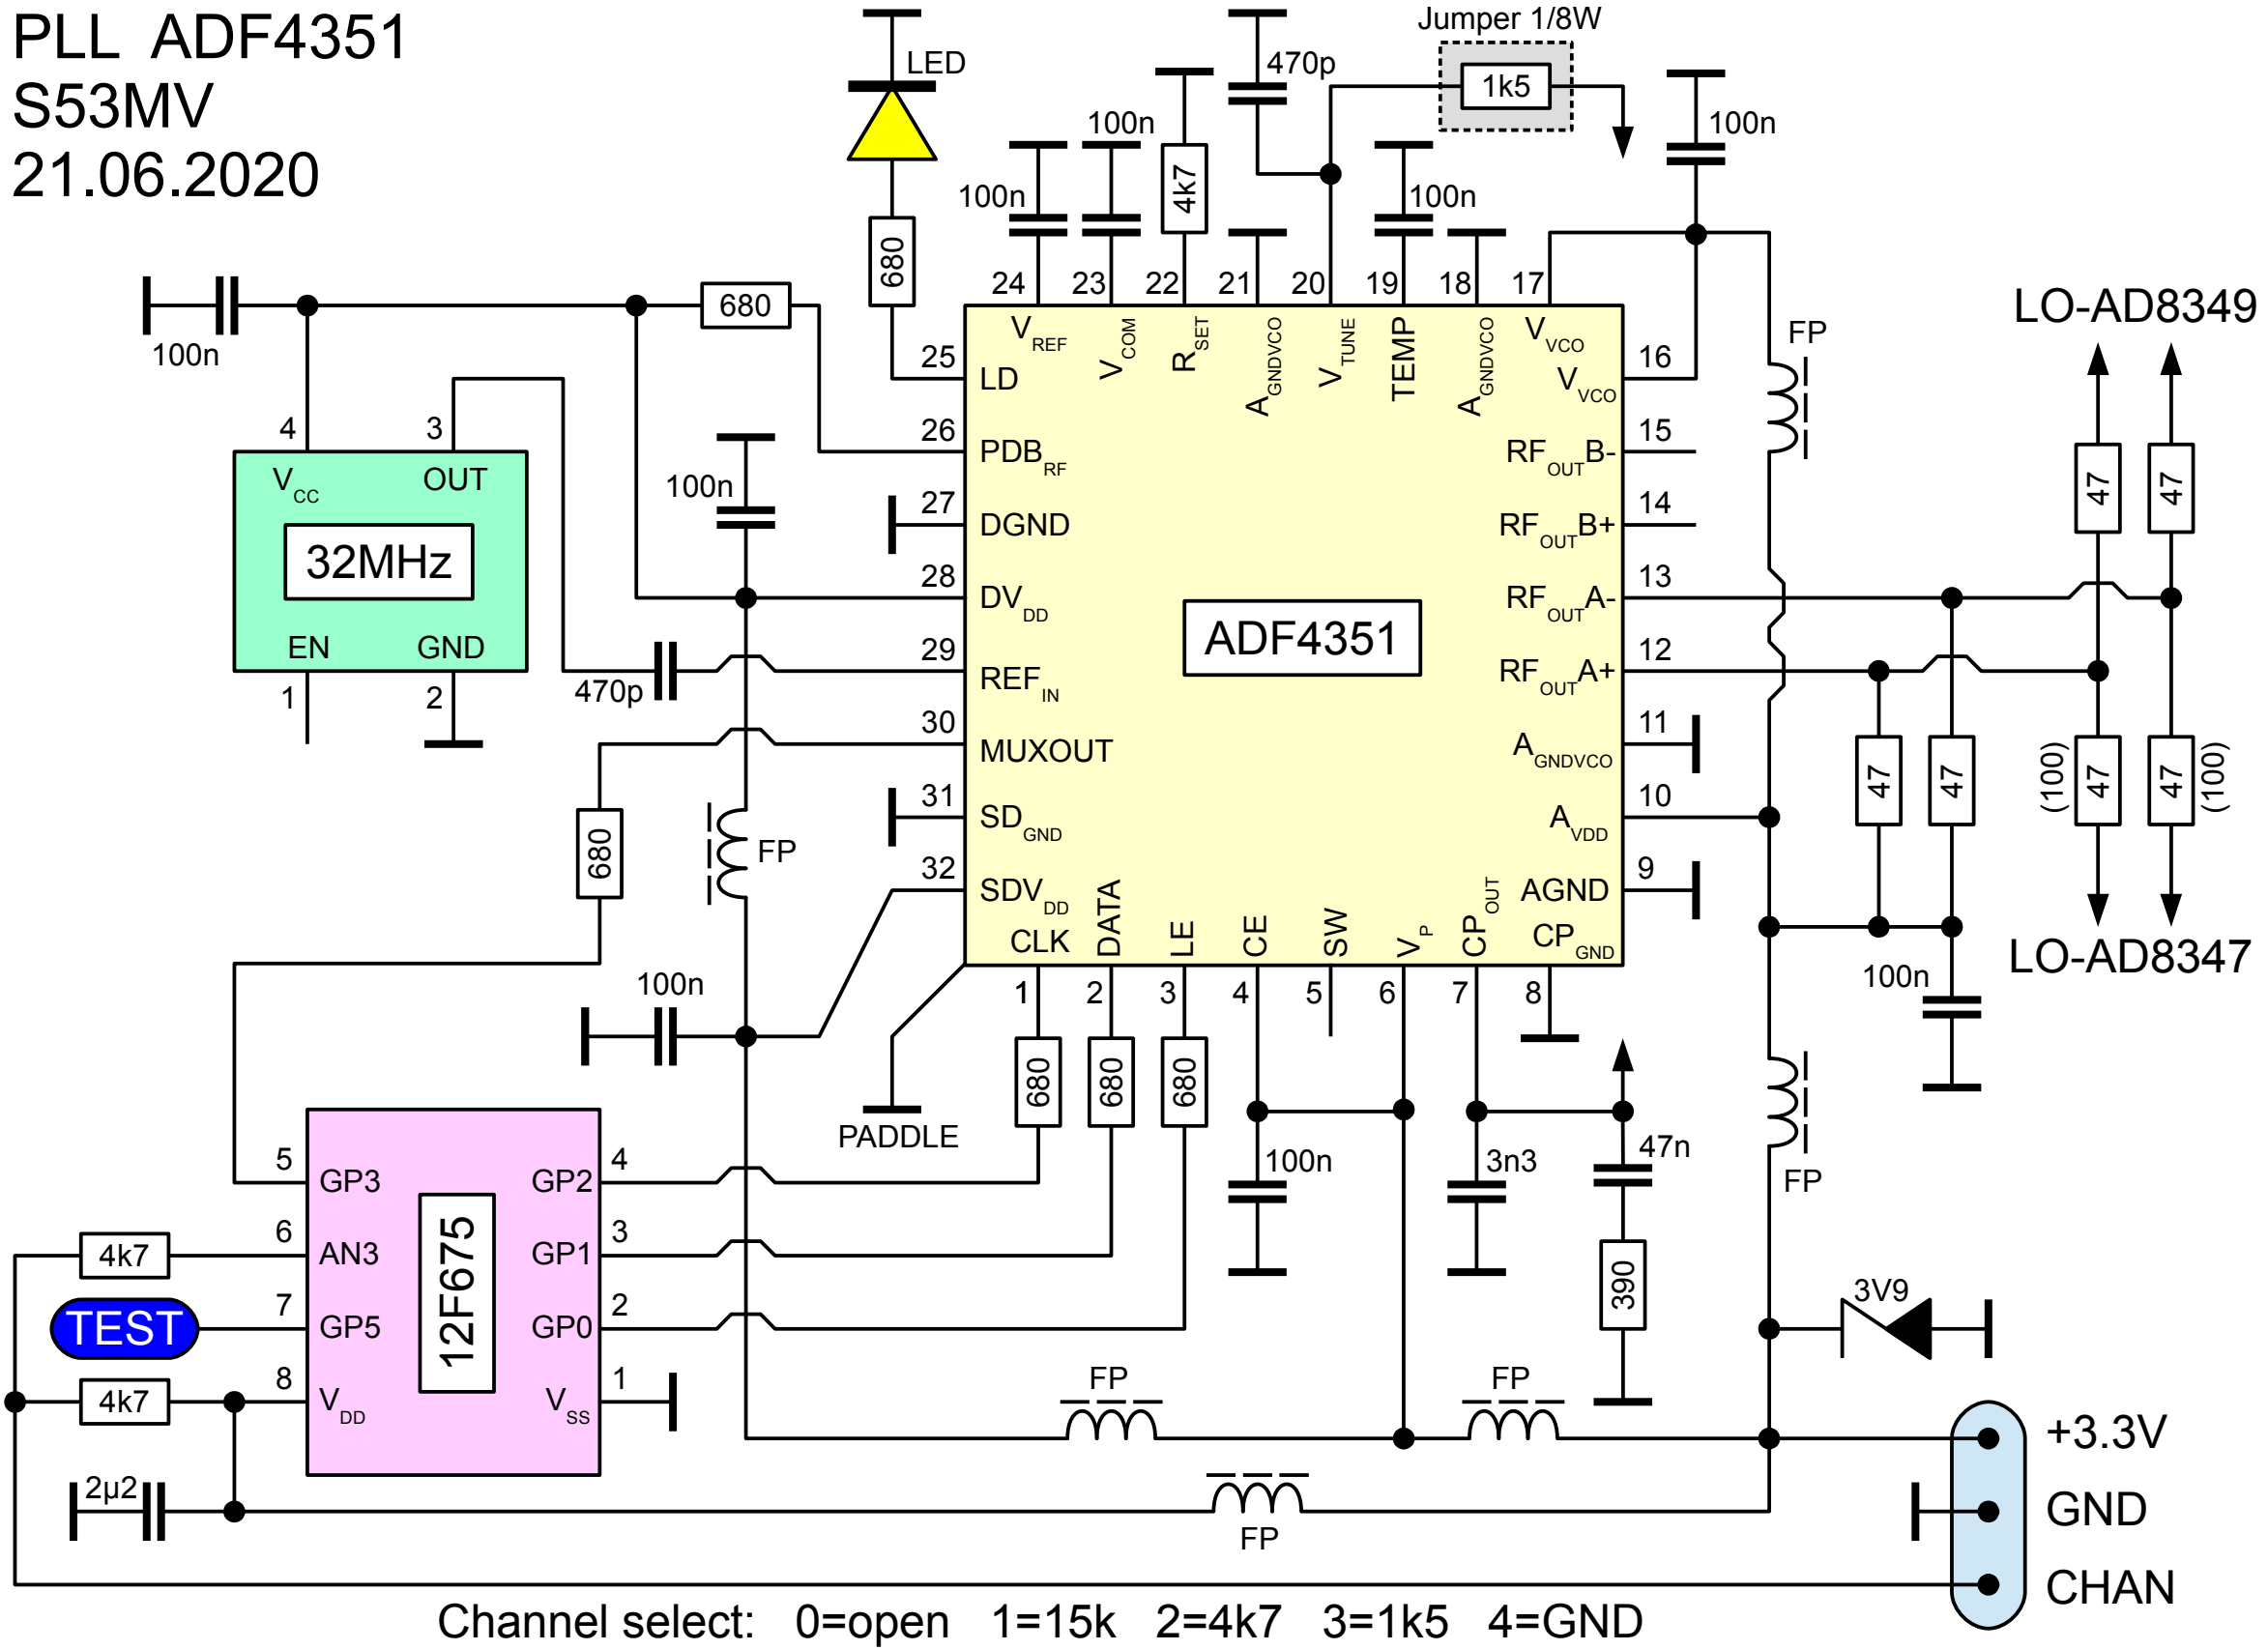 PLL ADF4351
S53MV
21.06.2020
LED
680
Jumper 1/8W
1k5
470p
100n
100n
4k7
100n
100n
100n
680
24 23 22 21 20 19 18 17
VREF VCOM RSET AGNDVCO VTUNE TEMP AGNDVCO VVCO
FP
LO-AD8349
4 3
VCC OUT
32MHz
EN GND
1 2
100n
470p
25 LD
26 PDBRF
27 DGND
28 DVDD
29 REFIN
30 MUXOUT
31 SDGND
32 SDVDD
ADF4351
VVCO 16
RFOUTB- 15
RFOUTB+ 14
RFOUTA- 13
RFOUTA+ 12
AGNDVCO 11
AVDD 10
AGND 9
47 47
47 47 (100) 47 47 (100)
LO-AD8347
100n
680
FP
100n
CLK DATA LE CE SW VP CPOUT CPGND
1 2 3 4 5 6 7 8
680 680 680
PADDLE
100n
3n3
47n
390
FP
3V9
5 GP3 GP2 4
6 AN3 GP1 3
7 GP5 GP0 2
8 VDD VSS 1
12F675
4k7
TEST
4k7
2µ2
FP
FP
FP
+3.3V
GND
CHAN
Channel select: 0=open 1=15k 2=4k7 3=1k5 4=GND